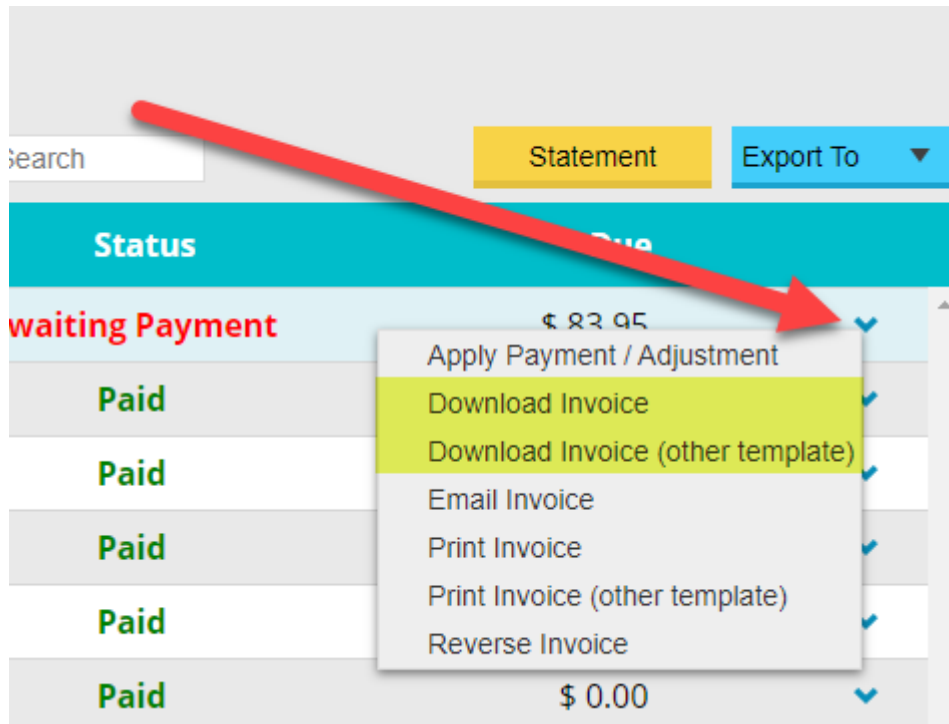 Search
Statement
Export To
Status
Due
waiting Payment
$ 83.95
Apply Payment / Adjustment
Paid
Download Invoice
Download Invoice (other template)
Paid
Email Invoice
Paid
Print Invoice
Print Invoice (other template)
Paid
Reverse Invoice
Paid
$ 0.00